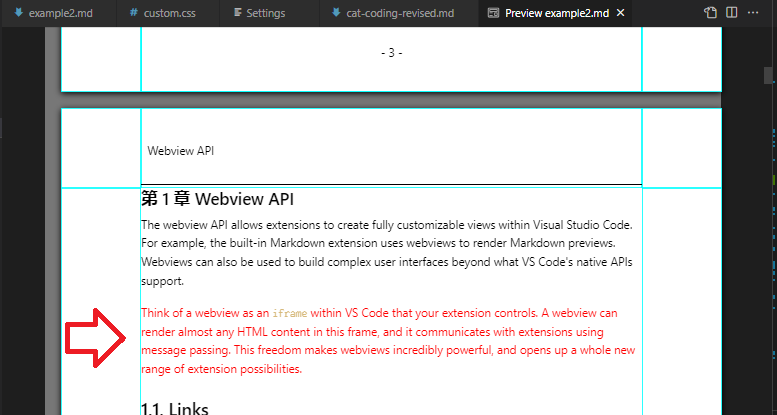 example2.md # custom.css Settings cat-coding-revised.md Preview example2.md
- 3 -
Webview API
第 1 章 Webview API
The webview API allows extensions to create fully customizable views within Visual Studio Code.
For example, the built-in Markdown extension uses webviews to render Markdown previews.
Webviews can also be used to build complex user interfaces beyond what VS Code's native APIs
support.
Think of a webview as an iframe within VS Code that your extension controls. A webview can
render almost any HTML content in this frame, and it communicates with extensions using
message passing. This freedom makes webviews incredibly powerful, and opens up a whole new
range of extension possibilities.
1.1. Links